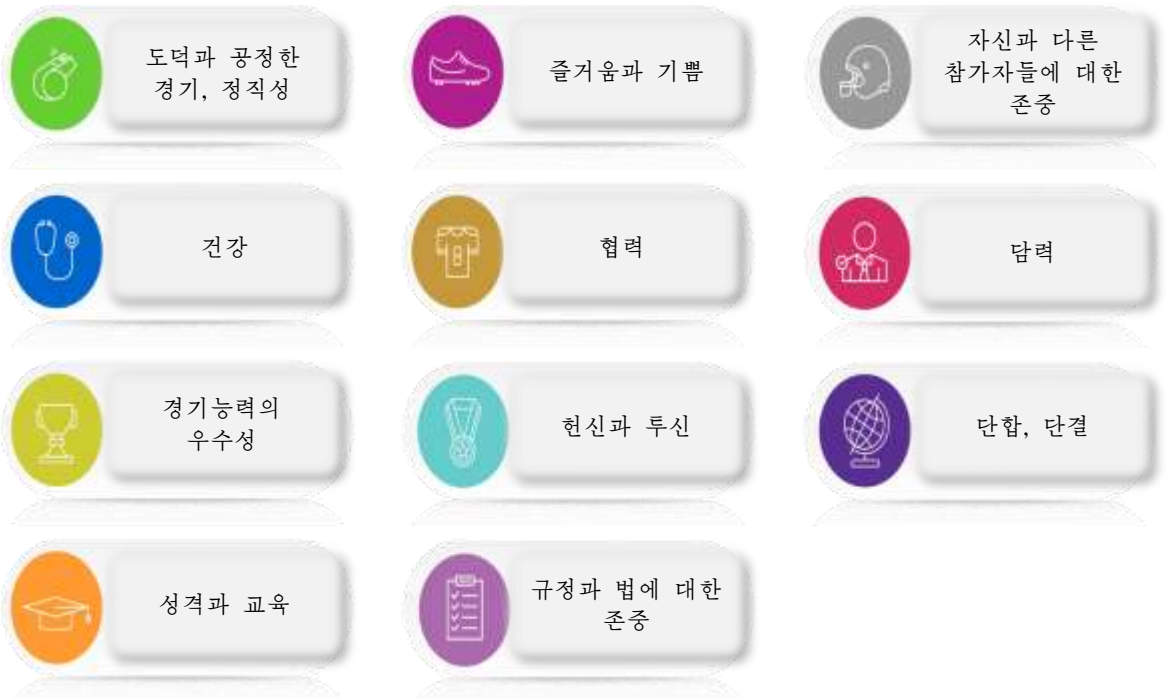 도덕과 공정한
경기, 정직성
즐거움과 기쁨
자신과 다른
참가자들에 대한
존중
건강
협력
담력
경기능력의
우수성
헌신과 투신
단합, 단결
성격과 교육
규정과 법에 대한
존중